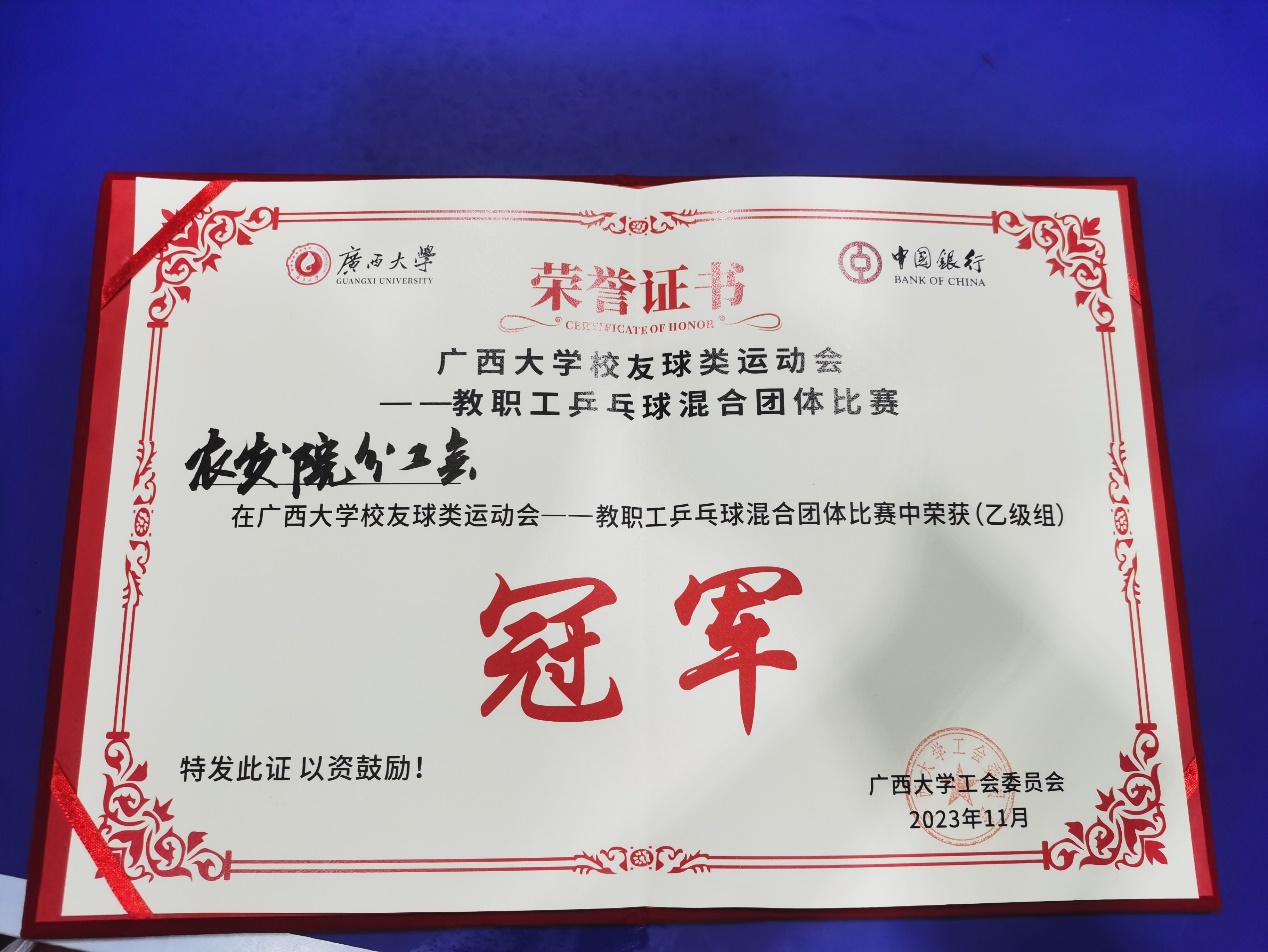 廣西大學
GUANGXI UNIVERSITY
中国銀行
BANK OF CHINA
荣誉证书
CERTIFICATE OF HONOR
广西大学校友球类运动会
——教职工乒乓球混合团体比赛
农发院分工会
在广西大学校友球类运动会——教职工乒乓球混合团体比赛中荣获(乙级组)
冠军
特发此证 以资鼓励！
广西大学工会委员会
2023年11月